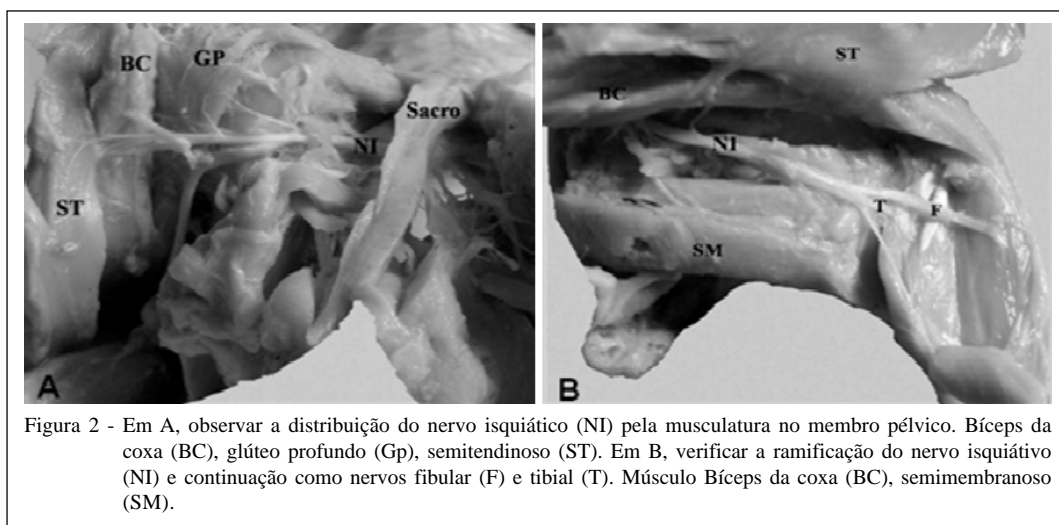 BC
GP
Sacro
NI
ST
A
ST
BC
NI
T
F
SM
B
Figura 2 - Em A, observar a distribuição do nervo isquiático (NI) pela musculatura no membro pélvico. Bíceps da
coxa (BC), glúteo profundo (Gp), semitendinoso (ST). Em B, verificar a ramificação do nervo isquiátivo
(NI) e continuação como nervos fibular (F) e tibial (T). Músculo Bíceps da coxa (BC), semimembranoso
(SM).